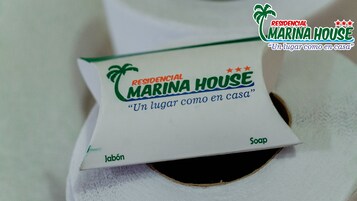 RESIDENCIAL
MARINA HOUSE
"Un lugar como en casa"
RESIDENCIAL
MARINA HOUSE
"Un lugar como en casa"
Jabón
Soap